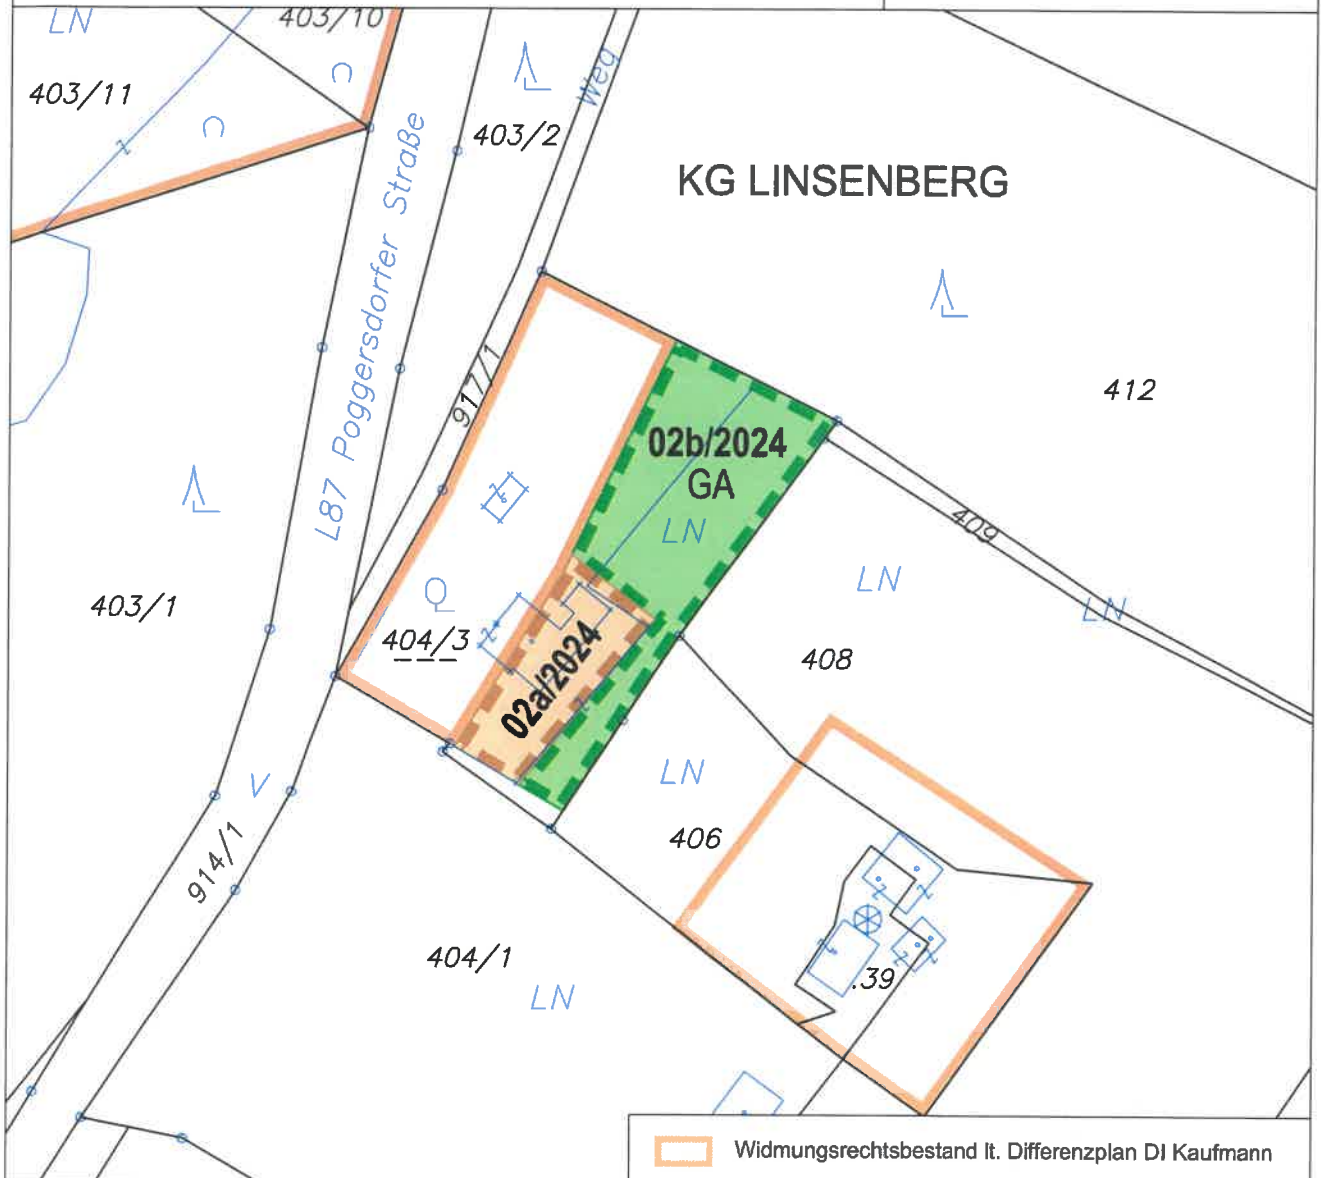 LN
403/10
403/11
403/2
Weg
KG LINSENBERG
L87 Poggersdorfer Straße
917/1
412
02b/2024
GA
LN
409
LN
LN
403/1
404/3
02a/2024
408
LN
V
406
914/1
404/1
.39
LN
Widmungsrechtsbestand lt. Differenzplan DI Kaufmann